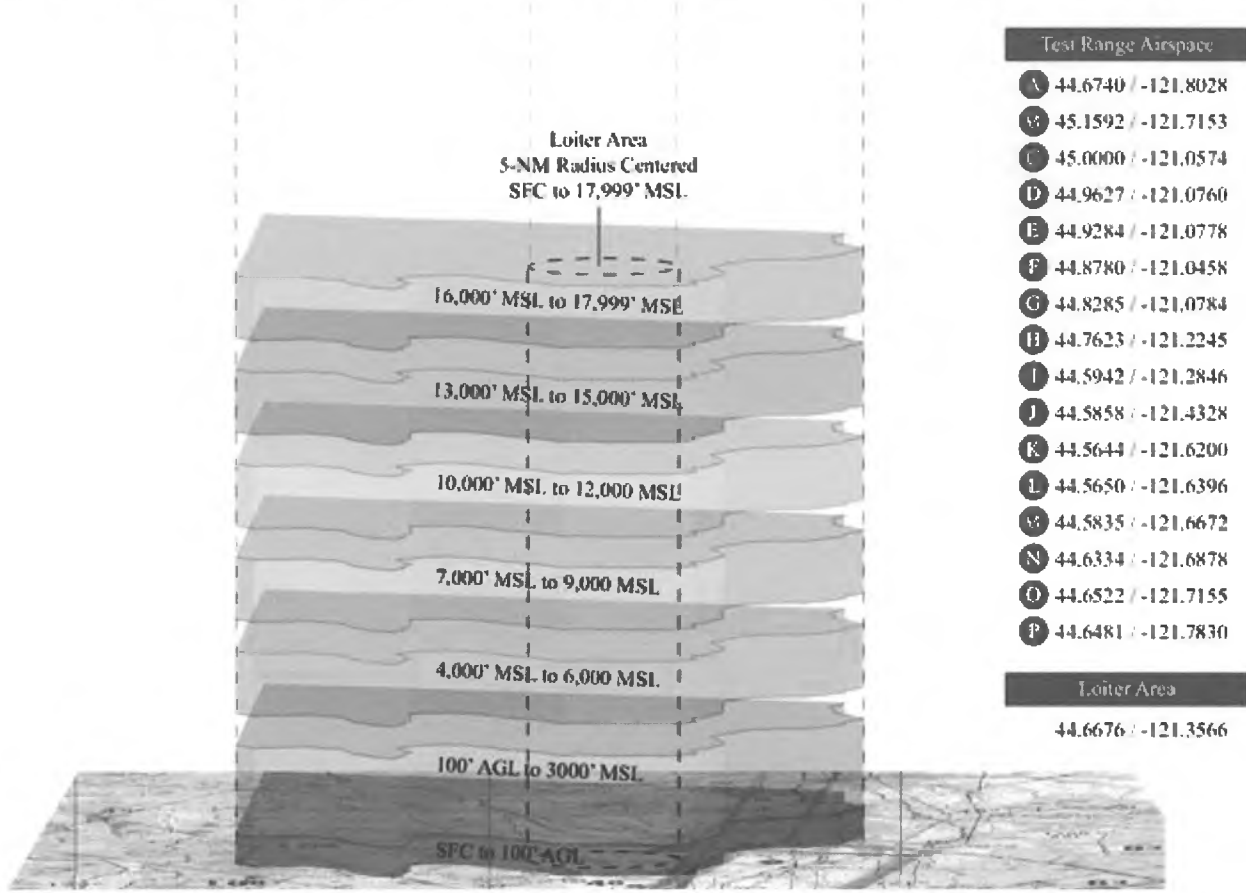 Loiter Area
5-NM Radius Centered
SFC to 17,999' MSL
16,000' MSL to 17,999' MSL
13,000' MSL to 15,000' MSL
10,000' MSL to 12,000 MSL
7,000' MSL to 9,000 MSL
4,000' MSL to 6,000 MSL
100' AGL to 3000' MSL
SFC to 100' AGL
Test Range Airspace
A 44.6740 / -121.8028
45.1592 / -121.7153
C 45.0000 / -121.0574
D 44.9627 / -121.0760
E 44.9284 / -121.0778
F 44.8780 / -121.0458
G 44.8285 / -121.0784
H 44.7623 / -121.2245
I 44.5942 / -121.2846
J 44.5858 / -121.4328
K 44.5644 / -121.6200
L 44.5650 / -121.6396
M 44.5835 / -121.6672
N 44.6334 / -121.6878
O 44.6522 / -121.7155
P 44.6481 / -121.7830
Loiter Area
44.6676 / -121.3566